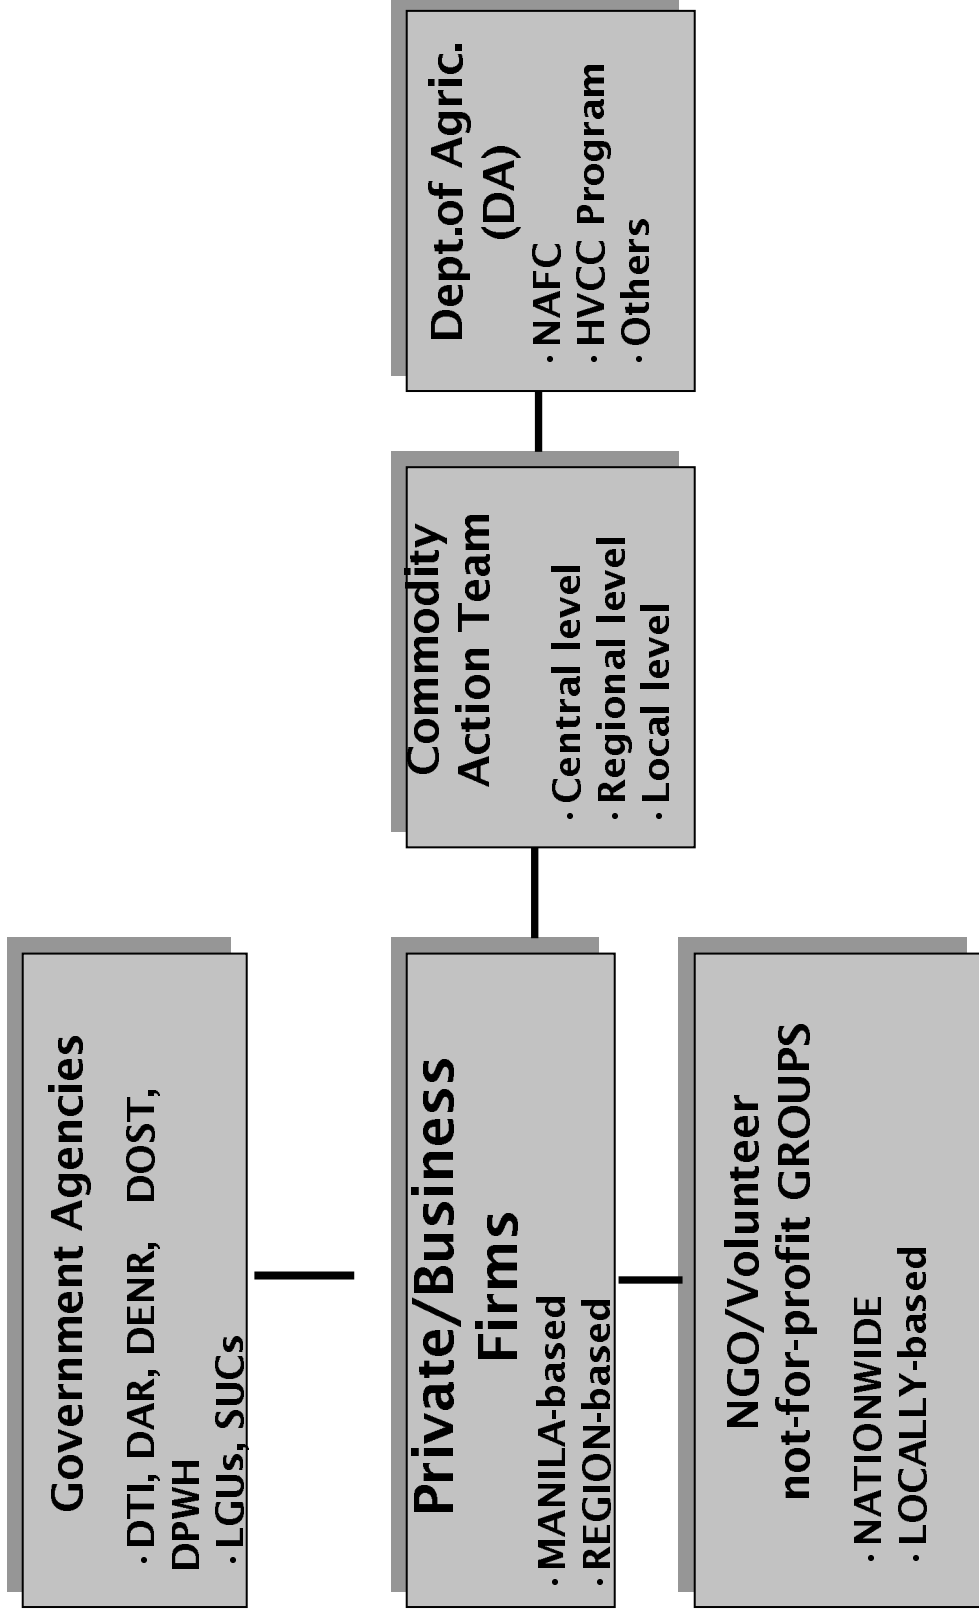 Government Agencies
· DTI, DAR, DENR, DOST,
DPWH
· LGUs, SUCs
Private/Business
Firms
· MANILA-based
· REGION-based
Commodity
Action Team
· Central level
· Regional level
· Local level
Dept.of Agric.
(DA)
· NAFC
· HVCC Program
· Others
NGO/Volunteer
not-for-profit GROUPS
· NATIONWIDE
· LOCALLY-based